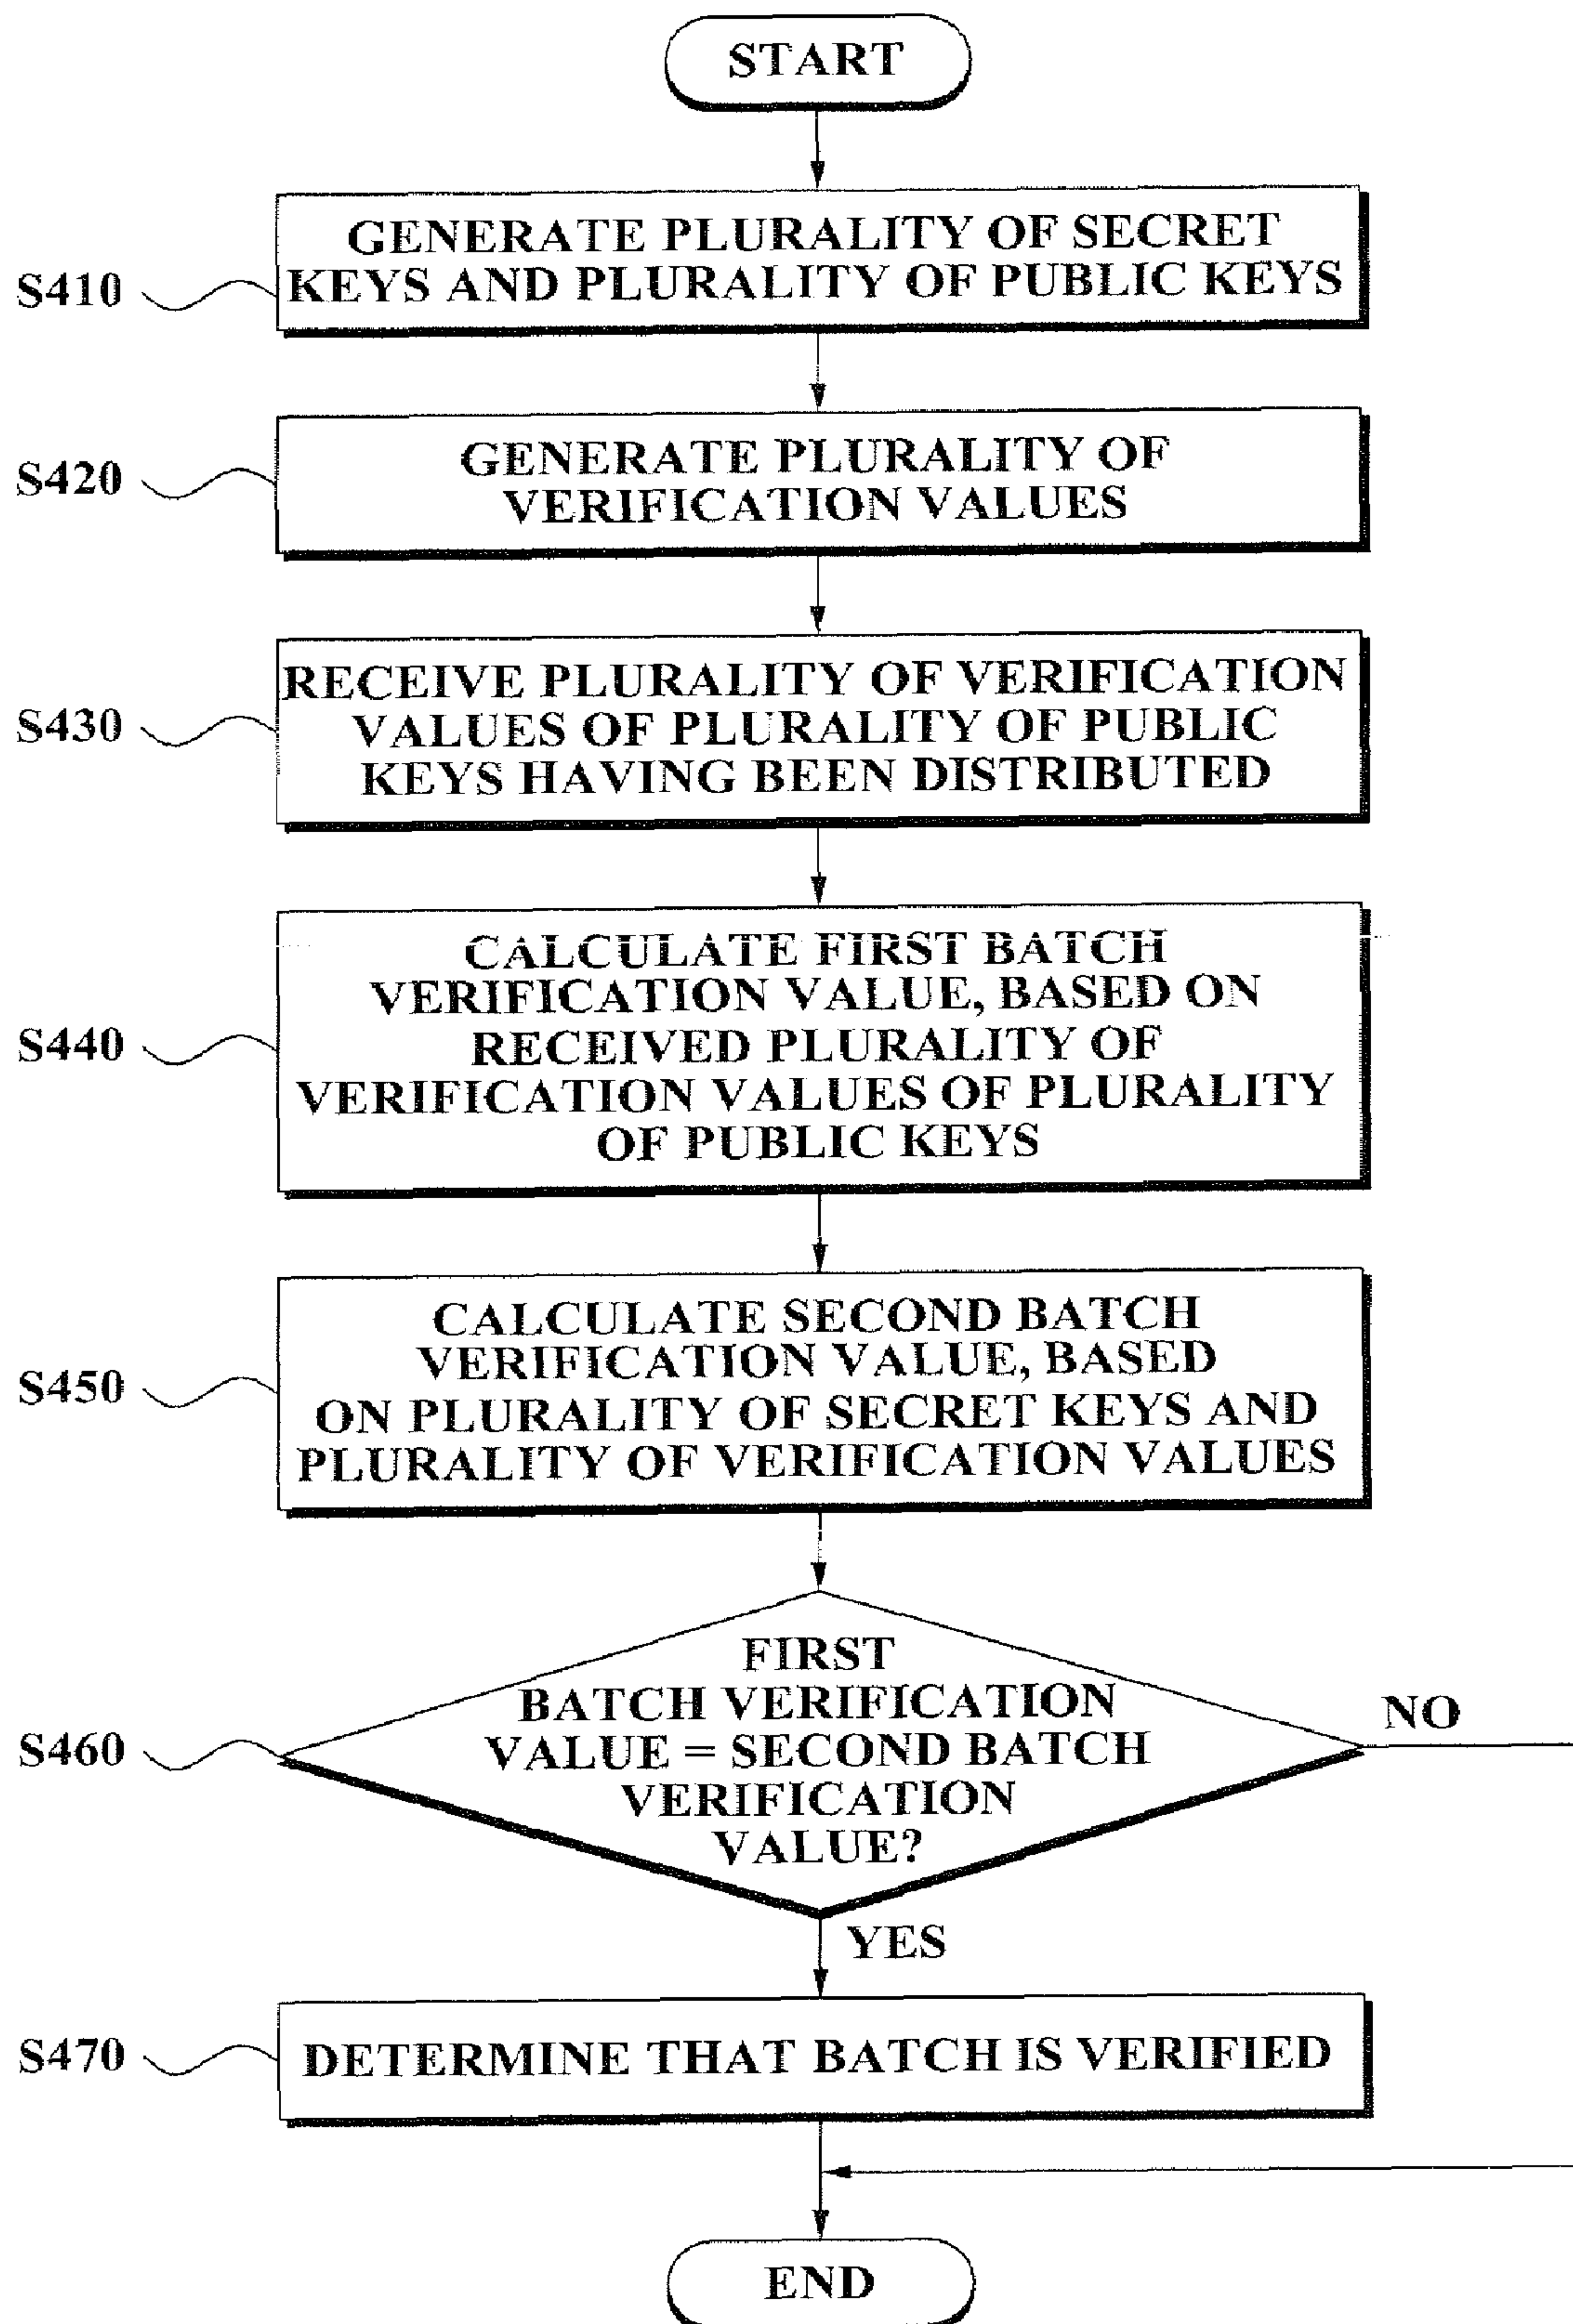 START
S410
GENERATE PLURALITY OF SECRET
KEYS AND PLURALITY OF PUBLIC KEYS
S420
GENERATE PLURALITY OF
VERIFICATION VALUES
S430
RECEIVE PLURALITY OF VERIFICATION
VALUES OF PLURALITY OF PUBLIC
KEYS HAVING BEEN DISTRIBUTED
S440
CALCULATE FIRST BATCH
VERIFICATION VALUE, BASED ON
RECEIVED PLURALITY OF
VERIFICATION VALUES OF PLURALITY
OF PUBLIC KEYS
S450
CALCULATE SECOND BATCH
VERIFICATION VALUE, BASED
ON PLURALITY OF SECRET KEYS AND
PLURALITY OF VERIFICATION VALUES
S460
FIRST
BATCH VERIFICATION
VALUE = SECOND BATCH
VERIFICATION
VALUE?
NO
YES
S470
DETERMINE THAT BATCH IS VERIFIED
END